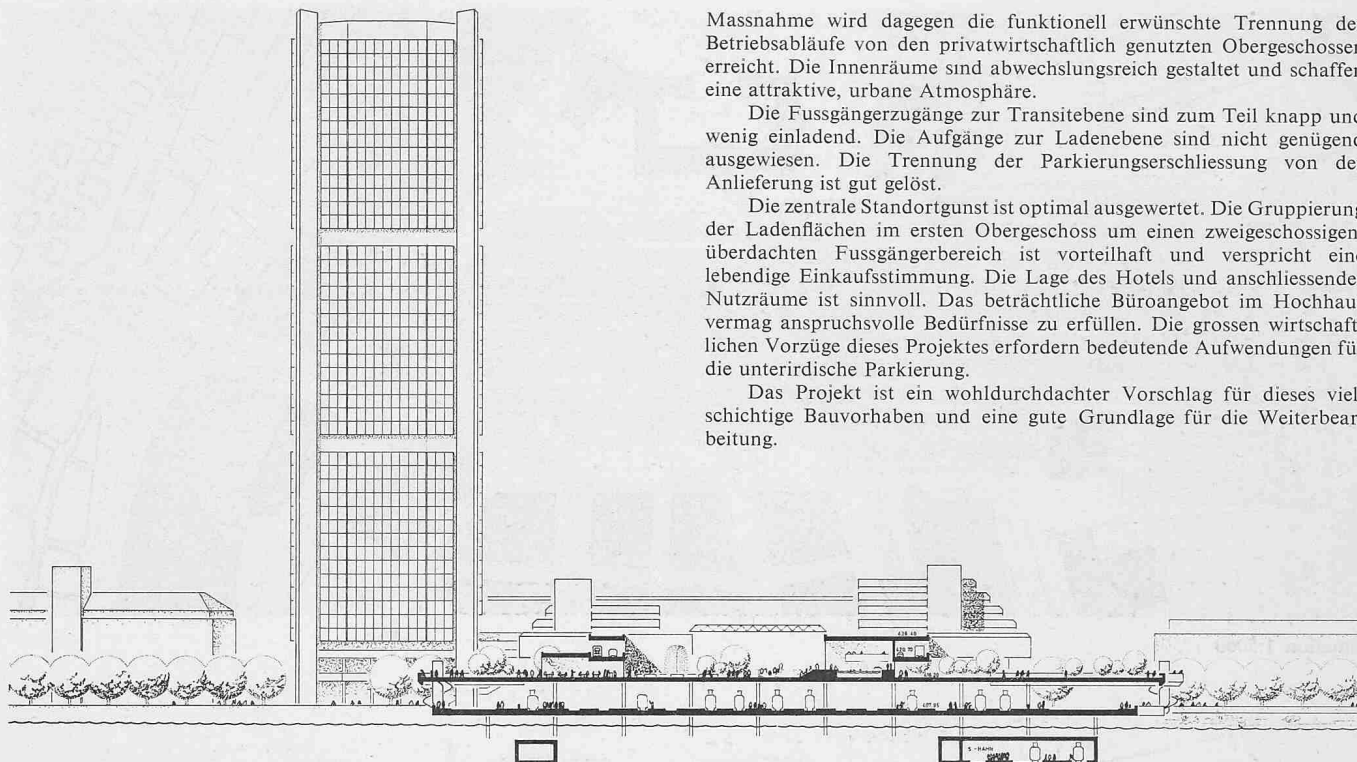 Massnahme wird dagegen die funktionell erwünschte Trennung de
Betriebsabläufe von den privatwirtschaftlich genutzten Obergeschosser
erreicht. Die Innenräume sind abwechslungsreich gestaltet und schaffer
eine attraktive, urbane Atmosphäre.
Die Fussgängerzugänge zur Transitebene sind zum Teil knapp und
wenig einladend. Die Aufgänge zur Ladenebene sind nicht genügend
ausgewiesen. Die Trennung der Parkierungserschliessung von de
Anlieferung ist gut gelöst.
Die zentrale Standortgunst ist optimal ausgewertet. Die Gruppierung
der Ladenflächen im ersten Obergeschoss um einen zweigeschossigen
überdachten Fussgängerbereich ist vorteilhaft und verspricht eine
lebendige Einkaufsstimmung. Die Lage des Hotels und anschliessende
Nutzräume ist sinnvoll. Das beträchtliche Büroangebot im Hochhau
vermag anspruchsvolle Bedürfnisse zu erfüllen. Die grossen wirtschaft
lichen Vorzüge dieses Projektes erfordern bedeutende Aufwendungen fü
die unterirdische Parkierung.
Das Projekt ist ein wohldurchdachter Vorschlag für dieses viel
schichtige Bauvorhaben und eine gute Grundlage für die Weiterbear
beitung.
S-BAHN